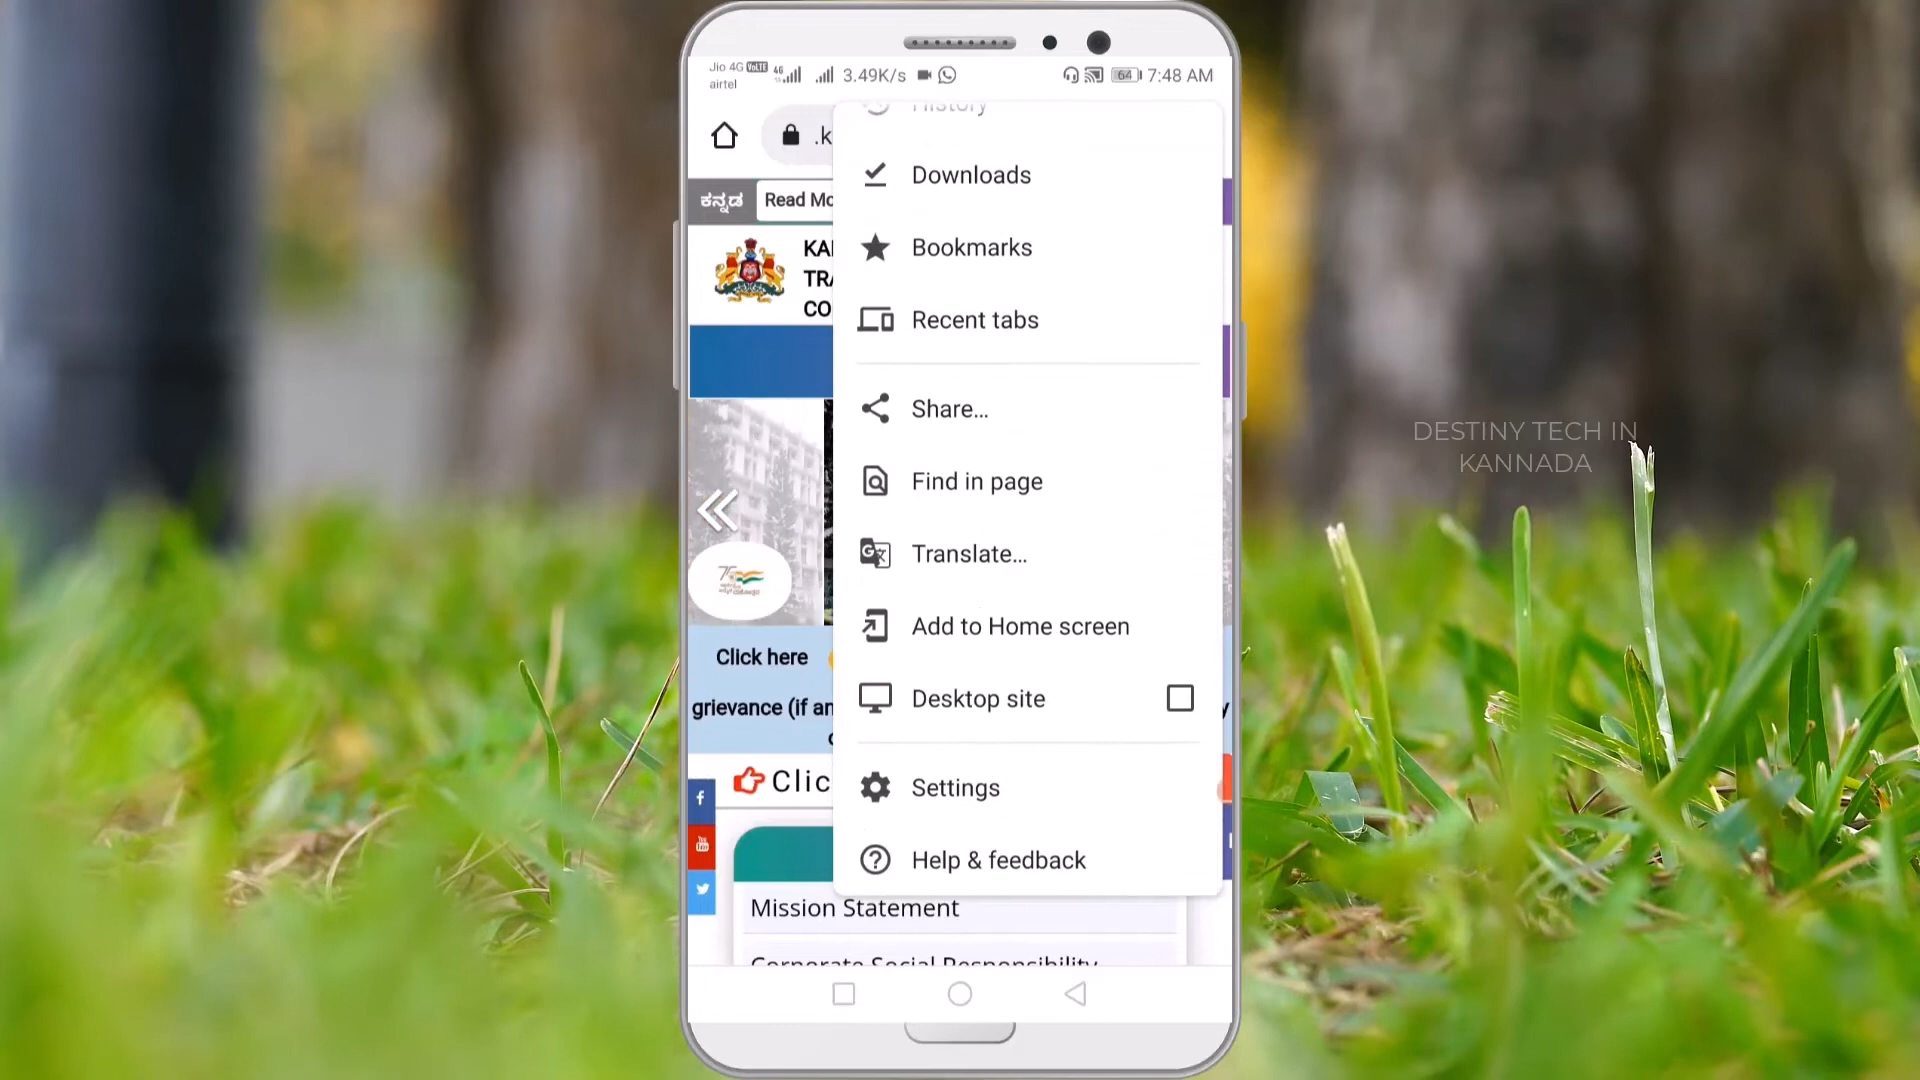 Jio 4G VoLTE 4G 3.49K/s 64 7:48 AM
airtel
History
.k
Downloads
ಕನ್ನಡ Read Mo
Bookmarks
KA
TRA
CO
Recent tabs
Share...
DESTINY TECH IN
KANNADA
Find in page
Translate...
Add to Home screen
Click here
Desktop site
grievance (if an
y
Clic
Settings
Help & feedback
Mission Statement
Corporate Social Responsibility